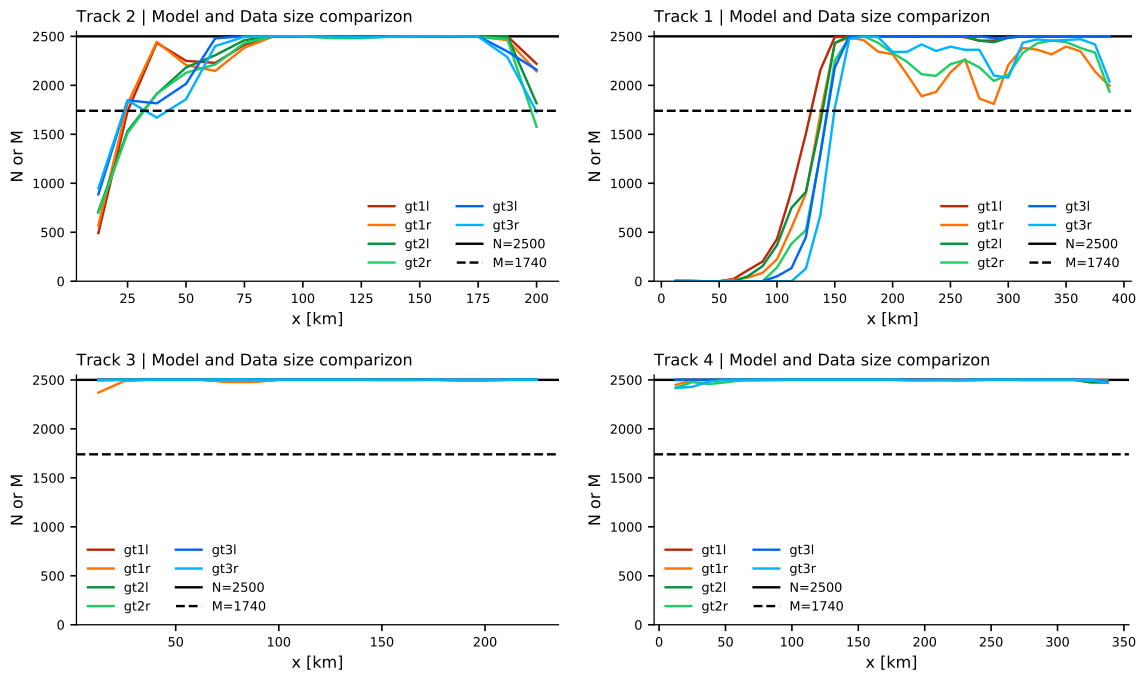 Track 2 | Model and Data size comparizon
2500
2000
1500
1000
500
0
N or M
gt1l
gt1r
gt2l
gt2r
gt3l
gt3r
N=2500
M=1740
25 50 75 100 125 150 175 200
x [km]
Track 1 | Model and Data size comparizon
2500
2000
1500
1000
500
0
N or M
gt1l
gt1r
gt2l
gt2r
gt3l
gt3r
N=2500
M=1740
0 50 100 150 200 250 300 350 400
x [km]
Track 3 | Model and Data size comparizon
2500
2000
1500
1000
500
0
N or M
gt1l
gt1r
gt2l
gt2r
gt3l
gt3r
N=2500
M=1740
50 100 150 200
x [km]
Track 4 | Model and Data size comparizon
2500
2000
1500
1000
500
0
N or M
gt1l
gt1r
gt2l
gt2r
gt3l
gt3r
N=2500
M=1740
0 50 100 150 200 250 300 350
x [km]